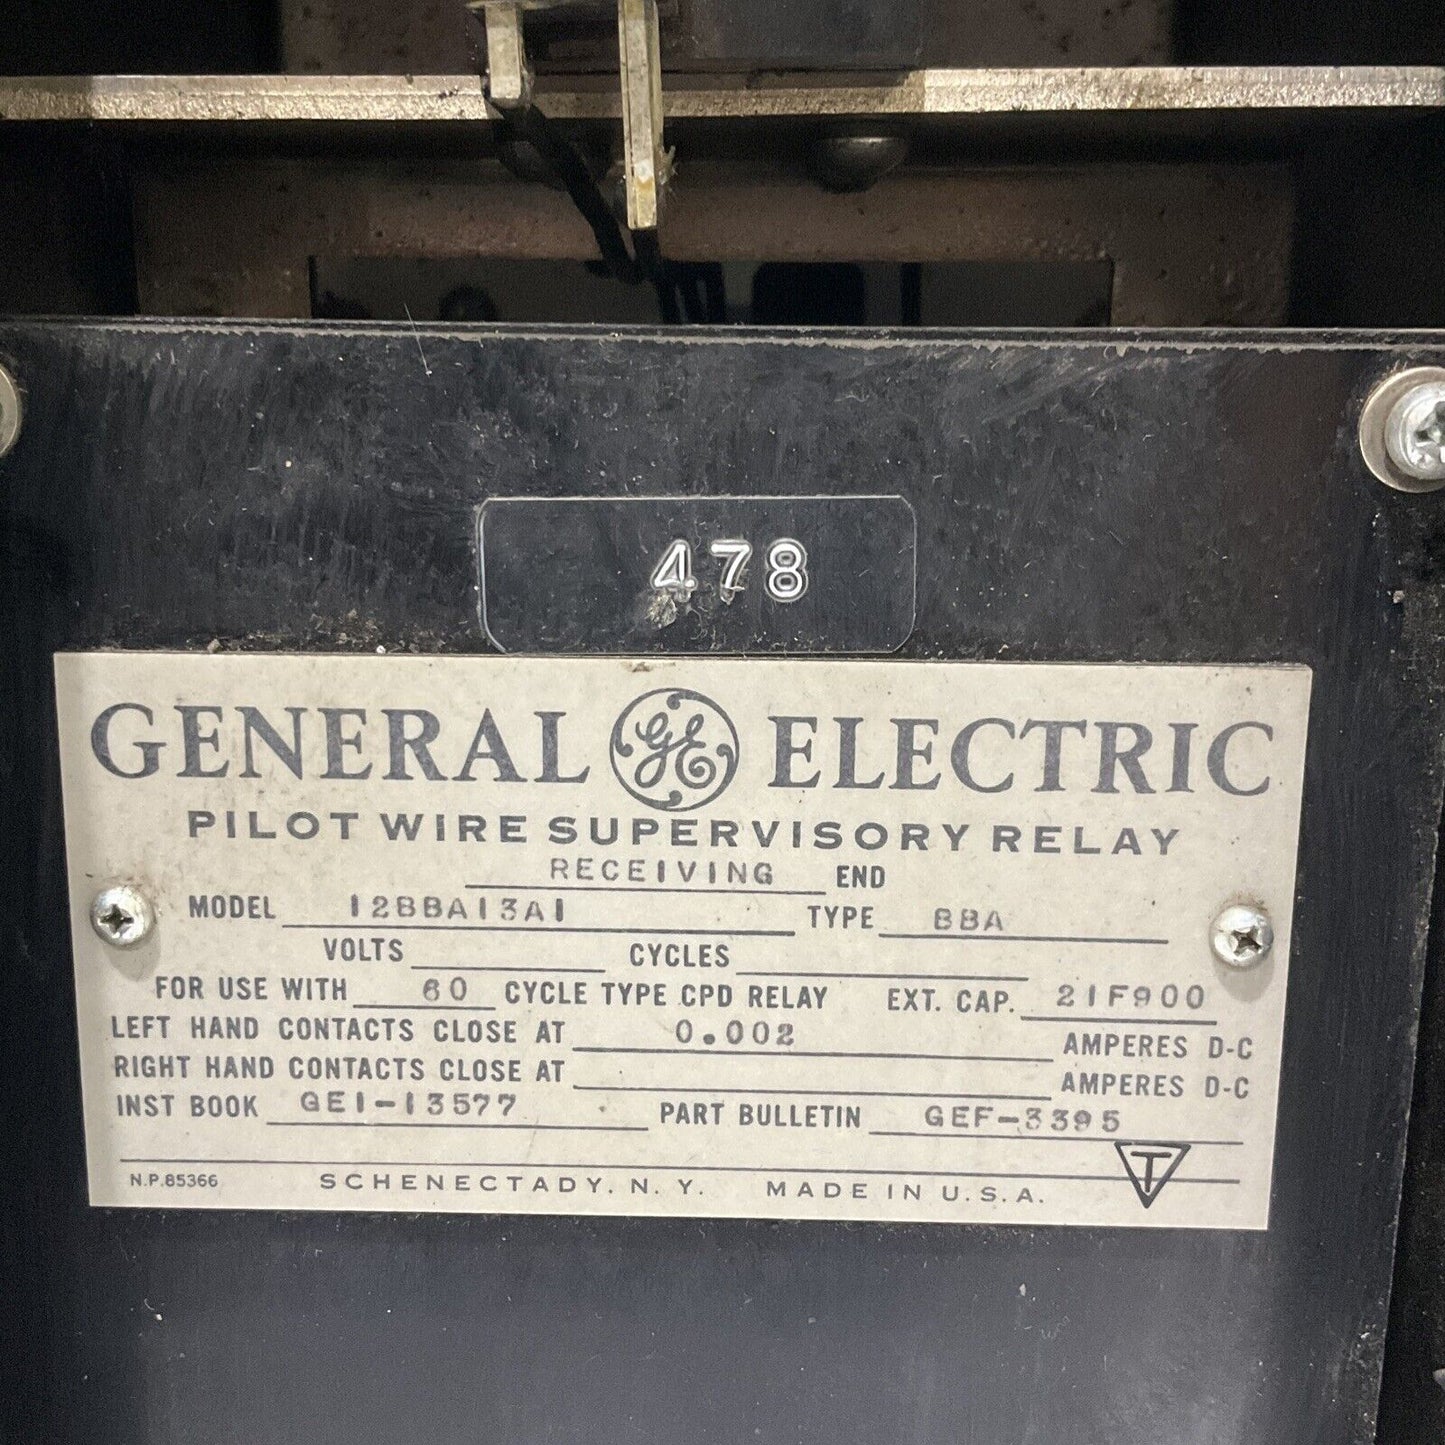 478
GENERAL GE ELECTRIC
PILOT WIRE SUPERVISORY RELAY
RECEIVING END
MODEL 12BBA13A1 TYPE BBA
VOLTS CYCLES
FOR USE WITH 60 CYCLE TYPE CPD RELAY EXT. CAP. 21F900
LEFT HAND CONTACTS CLOSE AT 0.002 AMPERES D-C
RIGHT HAND CONTACTS CLOSE AT AMPERES D-C
INST BOOK GEI-13577 PART BULLETIN GEF-3395
N.P.85366 SCHENECTADY, N. Y. MADE IN U.S.A. T